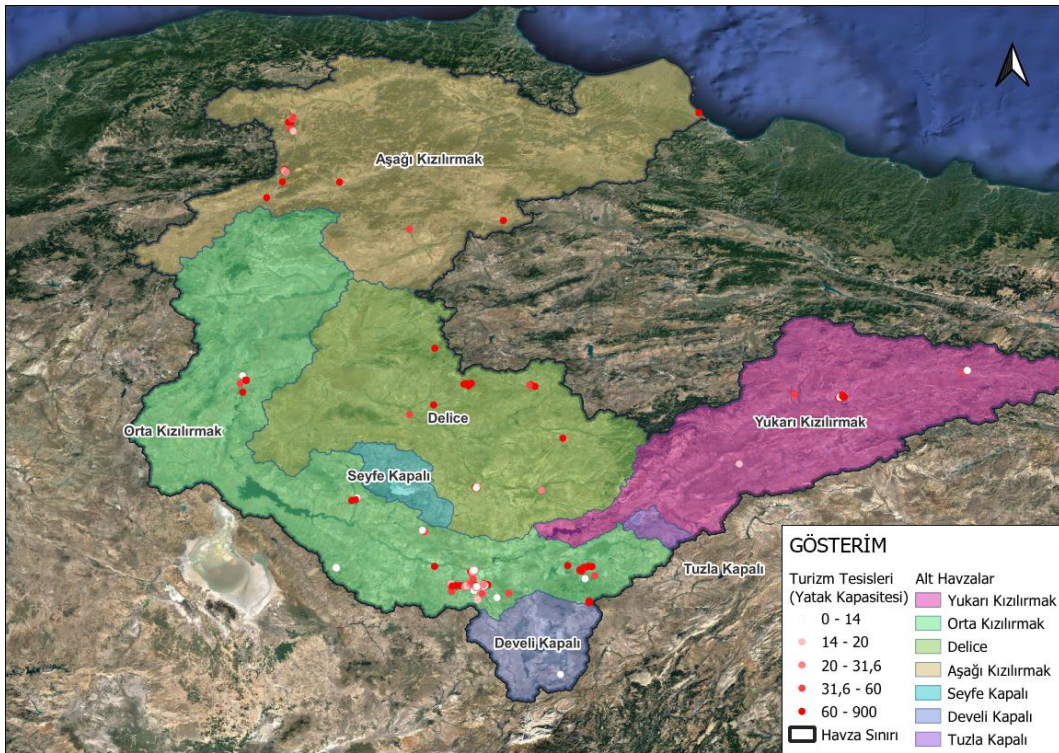 Aşağı Kızılırmak
Delice
Orta Kızılırmak
Yukarı Kızılırmak
Seyfe Kapalı
Tuzla Kapalı
Develi Kapalı
GÖSTERİM
Turizm Tesisleri
(Yatak Kapasitesi)
0 - 14
14 - 20
20 - 31,6
31,6 - 60
60 - 900
Havza Sınırı
Alt Havzalar
Yukarı Kızılırmak
Orta Kızılırmak
Delice
Aşağı Kızılırmak
Seyfe Kapalı
Develi Kapalı
Tuzla Kapalı